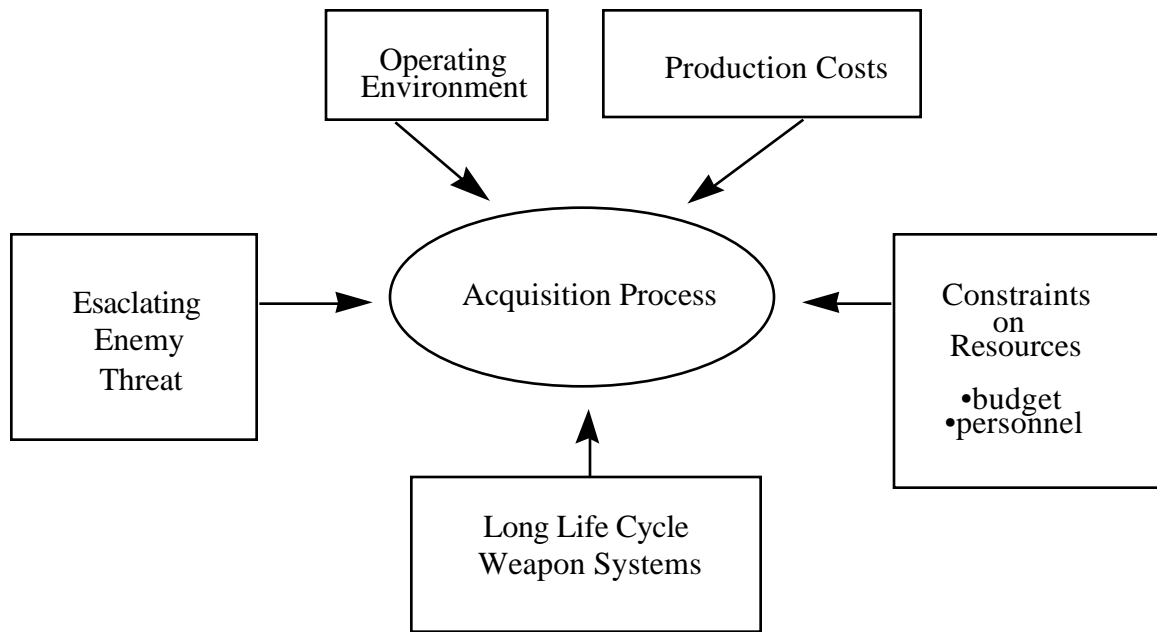 Operating
Environment
Production Costs
Esaclating
Enemy
Threat
Acquisition Process
Constraints
on
Resources
•budget
•personnel
Long Life Cycle
Weapon Systems